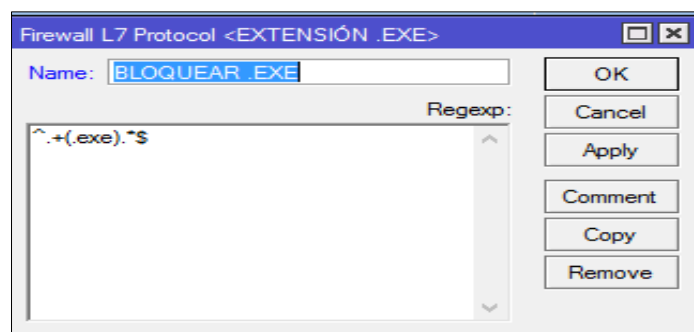 Firewall L7 Protocol <EXTENSIÓN .EXE>
Name: BLOQUEAR .EXE
OK
Regexp:
Cancel
^.+(.exe).*$
Apply
Comment
Copy
Remove